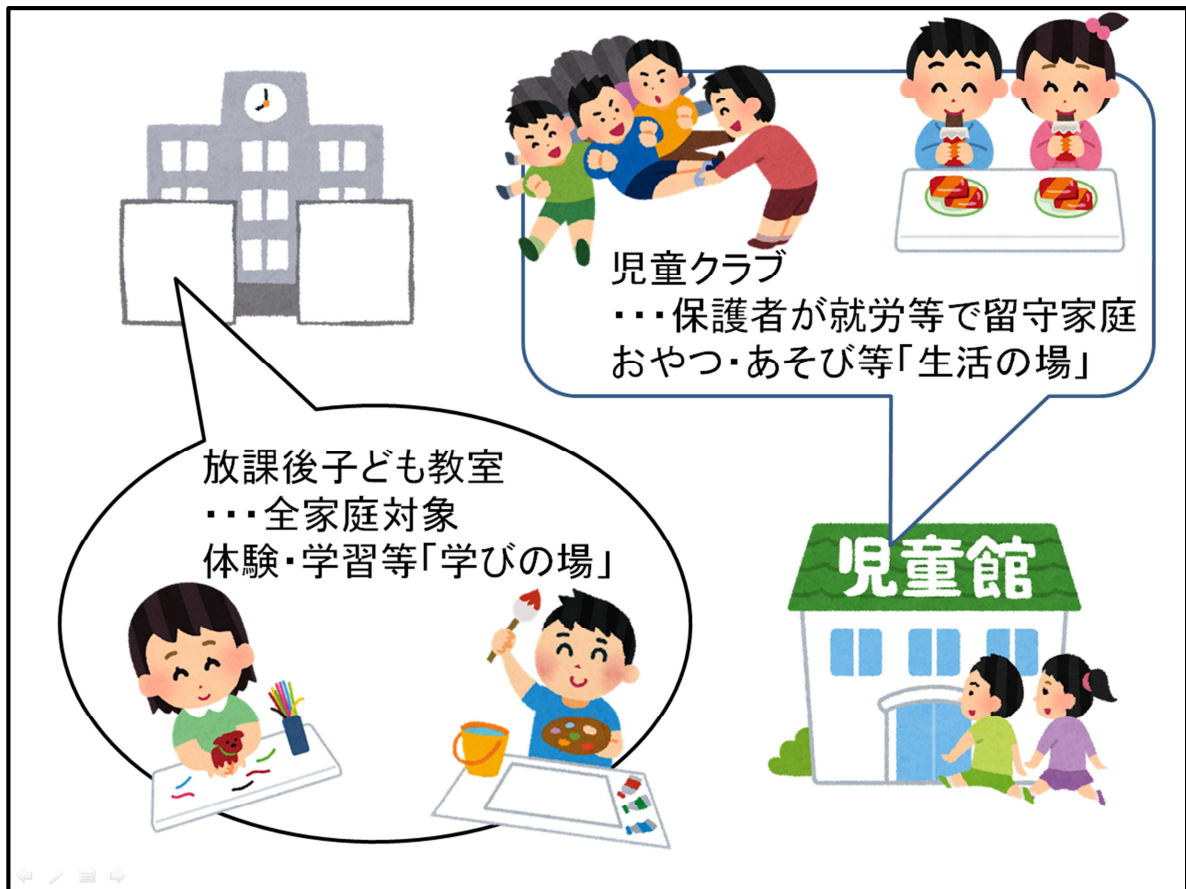 児童クラブ
・・・保護者が就労等で留守家庭
おやつ・あそび等「生活の場」
放課後子ども教室
・・・全家庭対象
体験・学習等「学びの場」
児童館